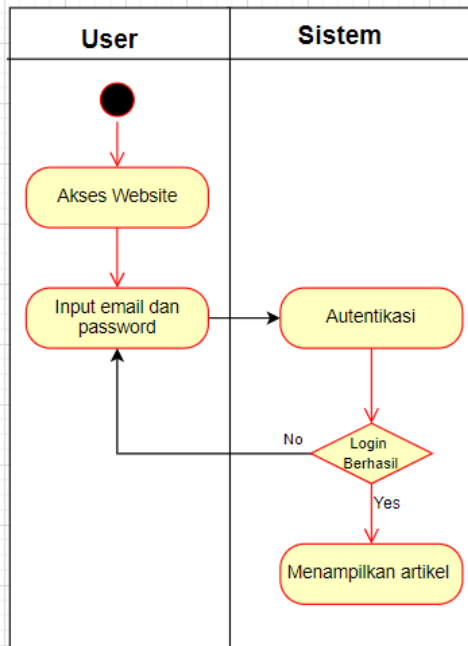 User
Sistem
Akses Website
Input email dan
password
Autentikasi
No
Login
Berhasil
Yes
Menampilkan artikel